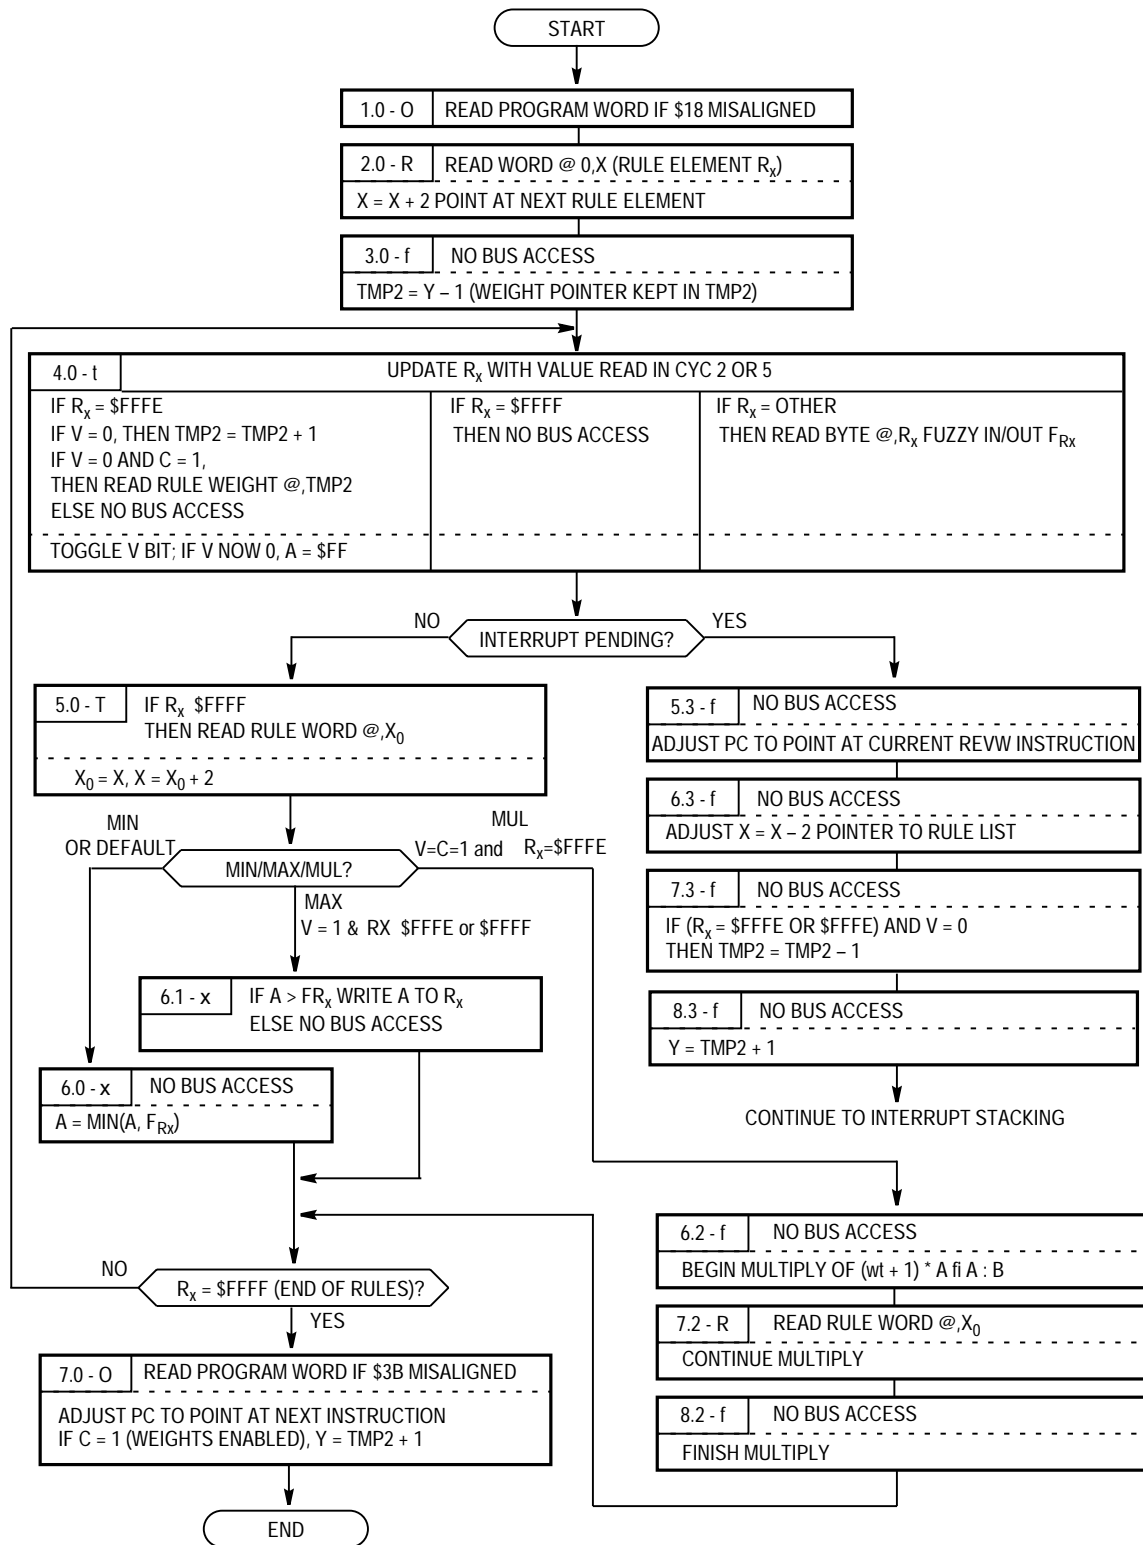 START
1.0 - O READ PROGRAM WORD IF $18 MISALIGNED
2.0 - R READ WORD @ 0,X (RULE ELEMENT Rx)
X = X + 2 POINT AT NEXT RULE ELEMENT
3.0 - f NO BUS ACCESS
TMP2 = Y – 1 (WEIGHT POINTER KEPT IN TMP2)
4.0 - t UPDATE Rx WITH VALUE READ IN CYC 2 OR 5
IF Rx = $FFFE
IF V = 0, THEN TMP2 = TMP2 + 1
IF V = 0 AND C = 1,
THEN READ RULE WEIGHT @,TMP2
ELSE NO BUS ACCESS
TOGGLE V BIT; IF V NOW 0, A = $FF
IF Rx = $FFFF
THEN NO BUS ACCESS
IF Rx = OTHER
THEN READ BYTE @,Rx FUZZY IN/OUT FRx
NO INTERRUPT PENDING? YES
5.0 - T IF Rx $FFFF
THEN READ RULE WORD @,X0
X0 = X, X = X0 + 2
5.3 - f NO BUS ACCESS
ADJUST PC TO POINT AT CURRENT REVW INSTRUCTION
6.3 - f NO BUS ACCESS
ADJUST X = X – 2 POINTER TO RULE LIST
7.3 - f NO BUS ACCESS
IF (Rx = $FFFE OR $FFFE) AND V = 0
THEN TMP2 = TMP2 – 1
8.3 - f NO BUS ACCESS
Y = TMP2 + 1
CONTINUE TO INTERRUPT STACKING
MIN
OR DEFAULT
MIN/MAX/MUL?
MUL
V=C=1 and Rx=$FFFE
MAX
V = 1 & RX $FFFE or $FFFF
6.1 - x IF A > FRx WRITE A TO Rx
ELSE NO BUS ACCESS
6.0 - x NO BUS ACCESS
A = MIN(A, FRx)
6.2 - f NO BUS ACCESS
BEGIN MULTIPLY OF (wt + 1) * A fi A : B
7.2 - R READ RULE WORD @,X0
CONTINUE MULTIPLY
8.2 - f NO BUS ACCESS
FINISH MULTIPLY
NO
Rx = $FFFF (END OF RULES)?
YES
7.0 - O READ PROGRAM WORD IF $3B MISALIGNED
ADJUST PC TO POINT AT NEXT INSTRUCTION
IF C = 1 (WEIGHTS ENABLED), Y = TMP2 + 1
END